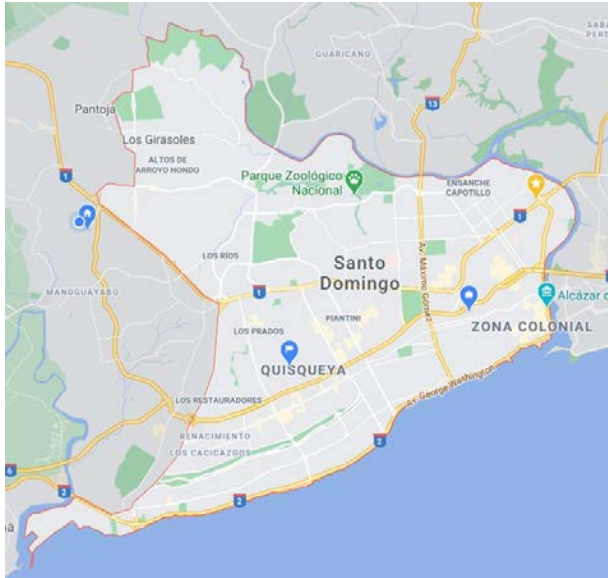 GUARICANO
SABA
PERD
Pantoja
13
Los Girasoles
ALTOS DE
ARROYO HONDO
1
Parque Zoológico
Nacional
ENSANCHE
CAPOTILLO
1
LOS RÍOS
Av. Máximo Gómez
Santo
Domingo
MANOGUAYABO
1
Alcázar d
PIANTINI
LOS PRADOS
ZONA COLONIAL
QUISQUEYA
LOS RESTAURADORES
Av. George Washington
RENACIMIENTO
LOS CACICAZGOS
2
6
2
2
á